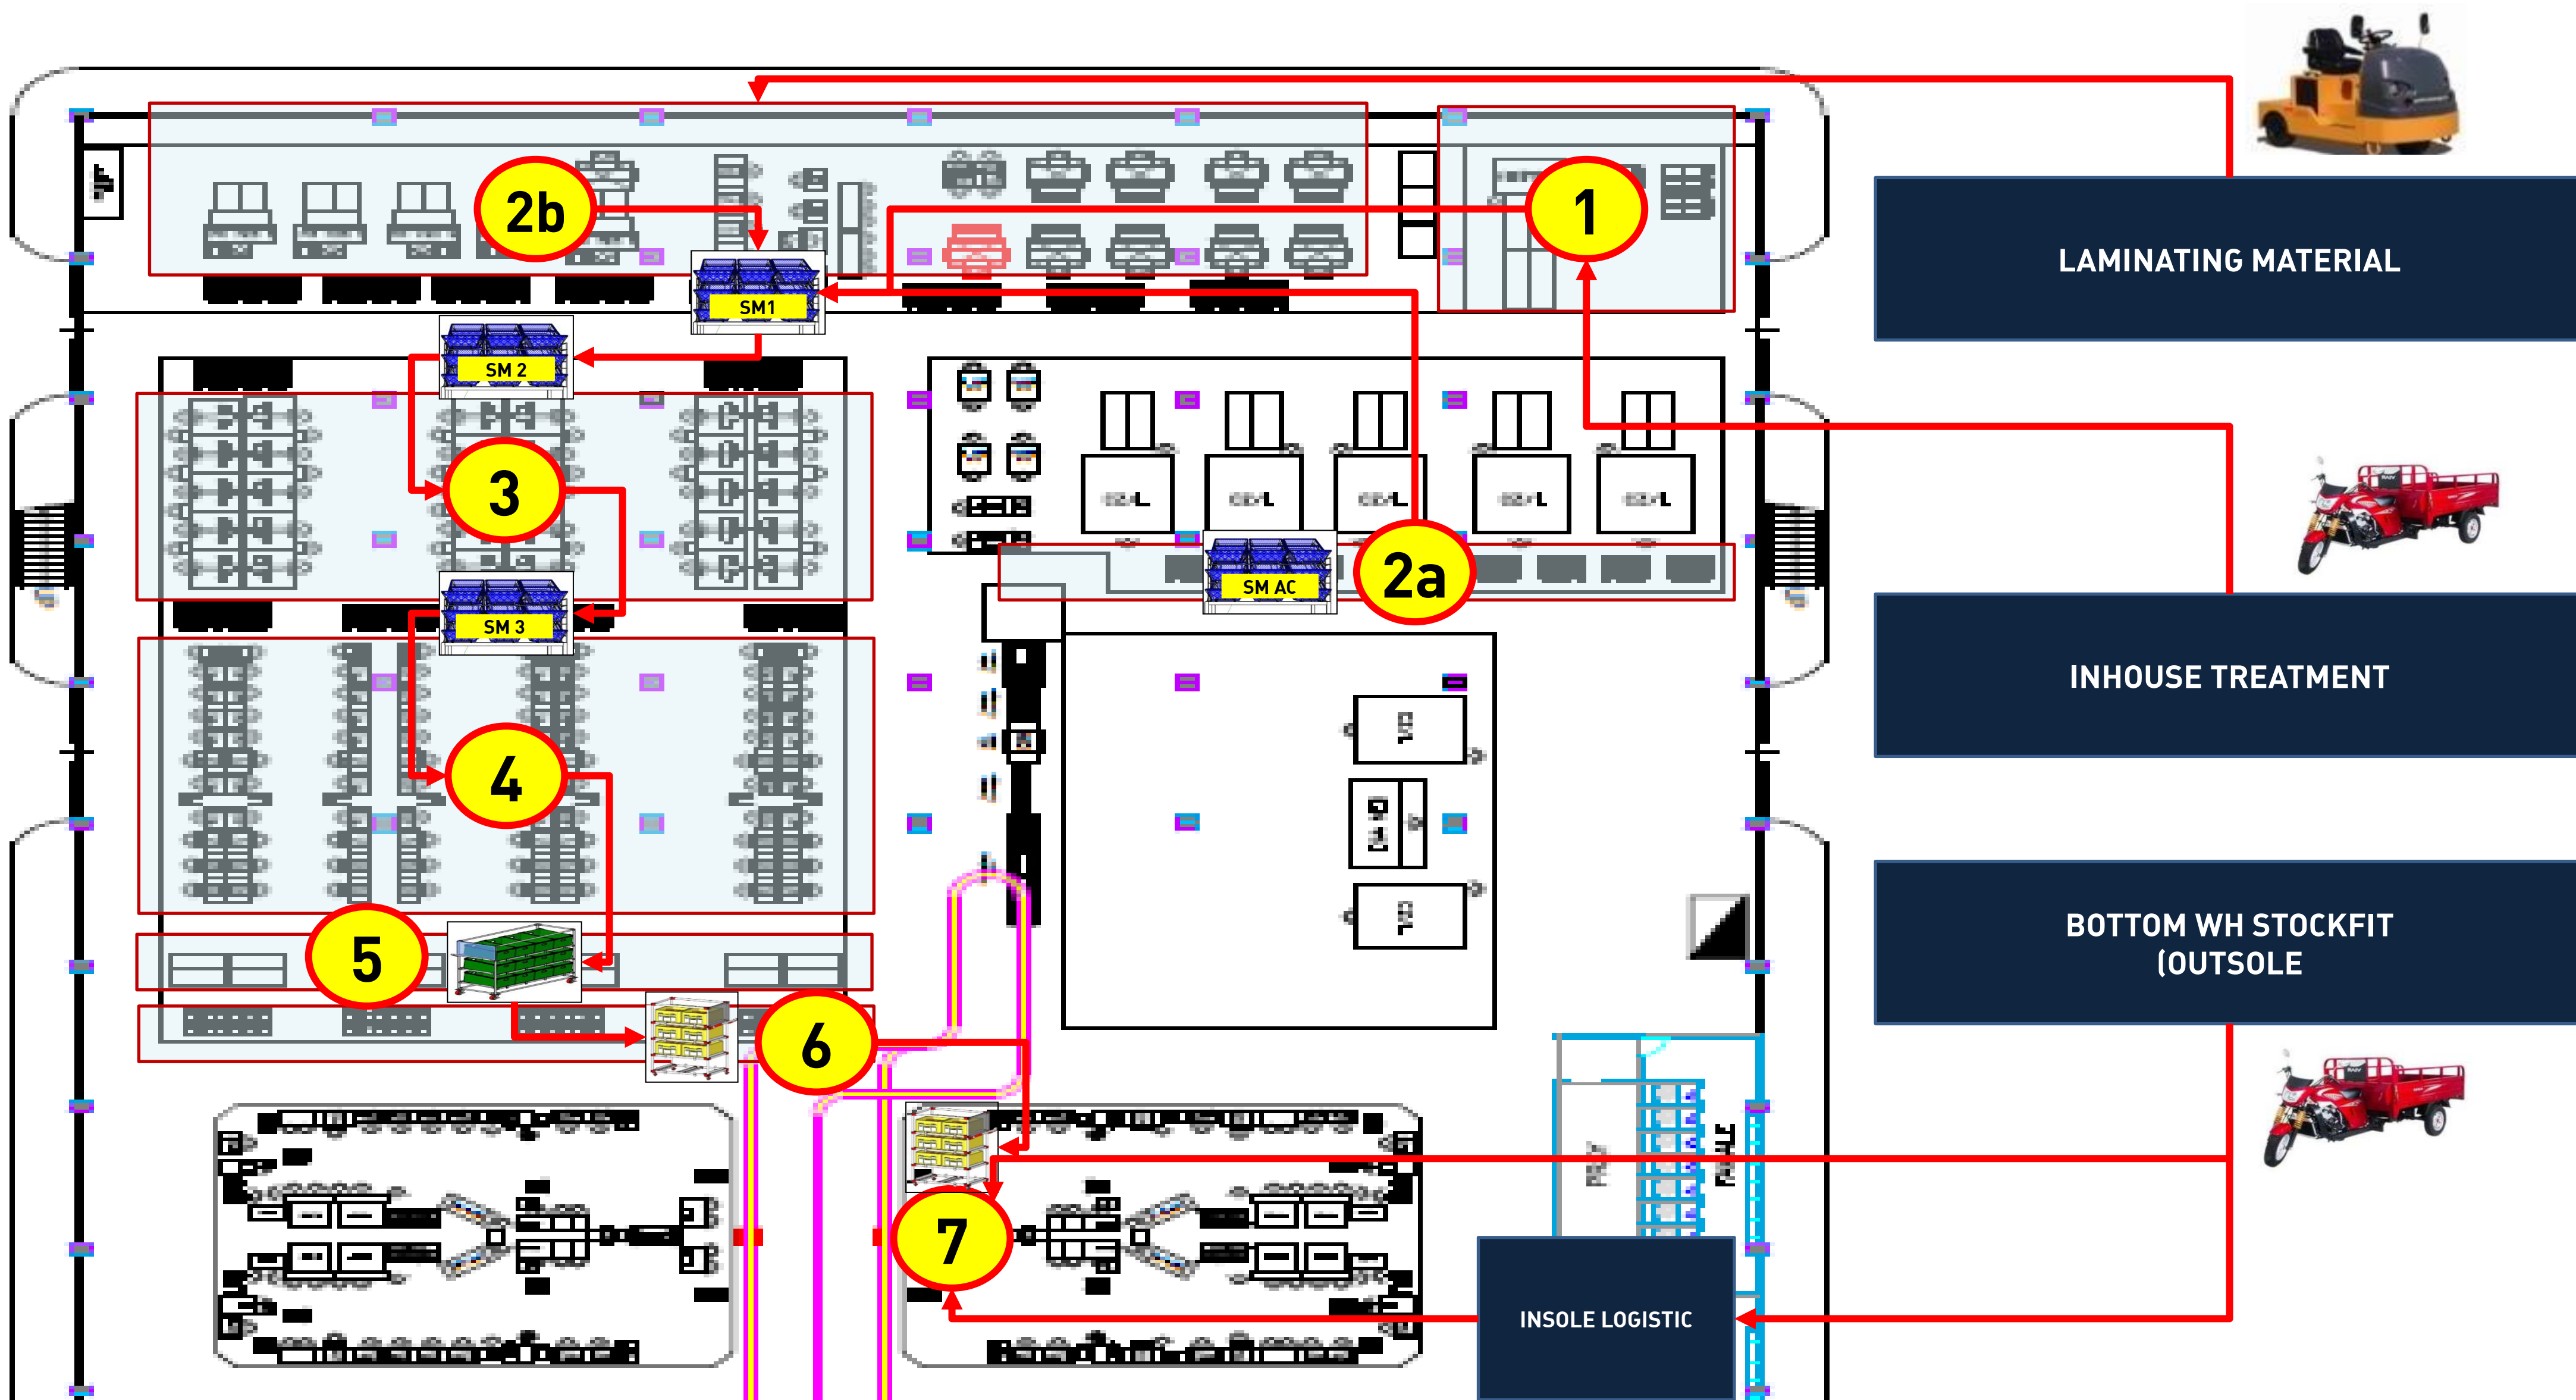 1
2b
LAMINATING MATERIAL
SM1
SM 2
3
2a
SM AC
SM 3
INHOUSE TREATMENT
4
BOTTOM WH STOCKFIT
(OUTSOLE
5
6
7
INSOLE LOGISTIC